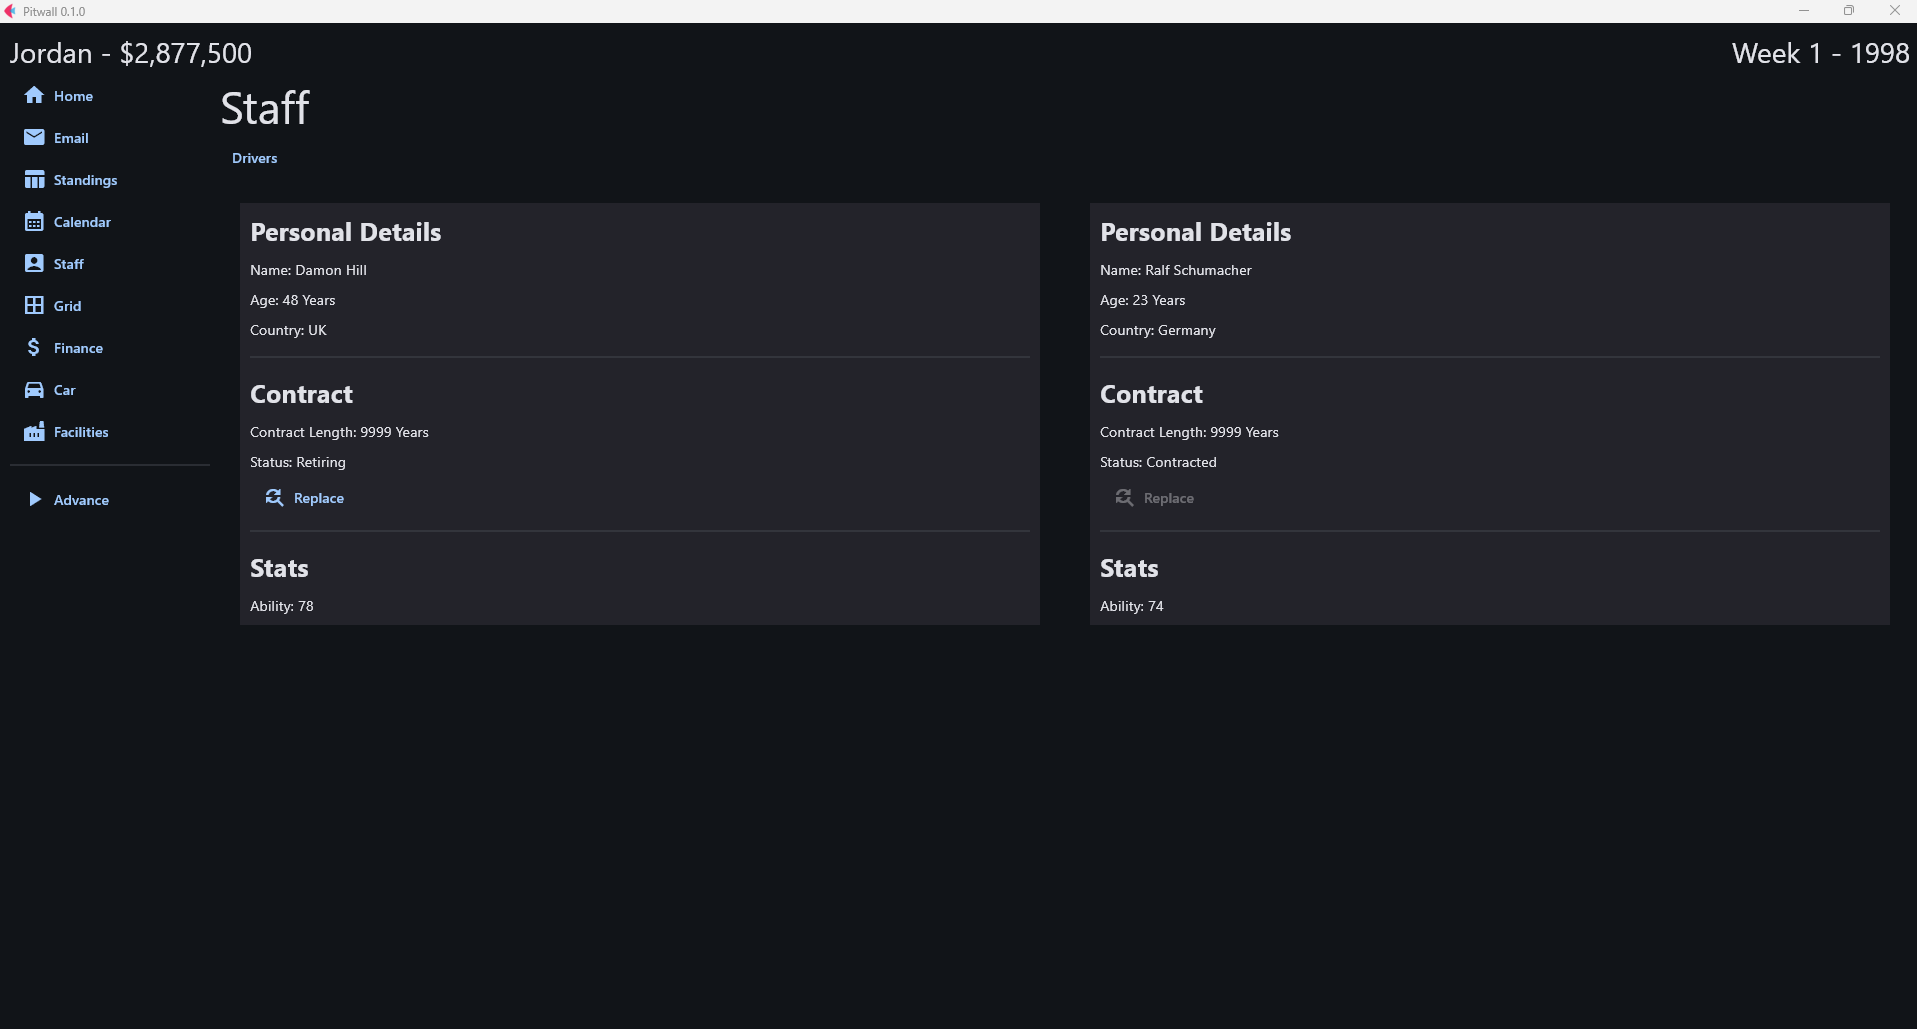 Pitwall 0.1.0
Jordan - $2,877,500
Week 1 - 1998
Home
Email
Standings
Calendar
Staff
Grid
Finance
Car
Facilities
Advance
Staff
Drivers
Personal Details
Name: Damon Hill
Age: 48 Years
Country: UK
Contract
Contract Length: 9999 Years
Status: Retiring
Replace
Stats
Ability: 78
Personal Details
Name: Ralf Schumacher
Age: 23 Years
Country: Germany
Contract
Contract Length: 9999 Years
Status: Contracted
Replace
Stats
Ability: 74